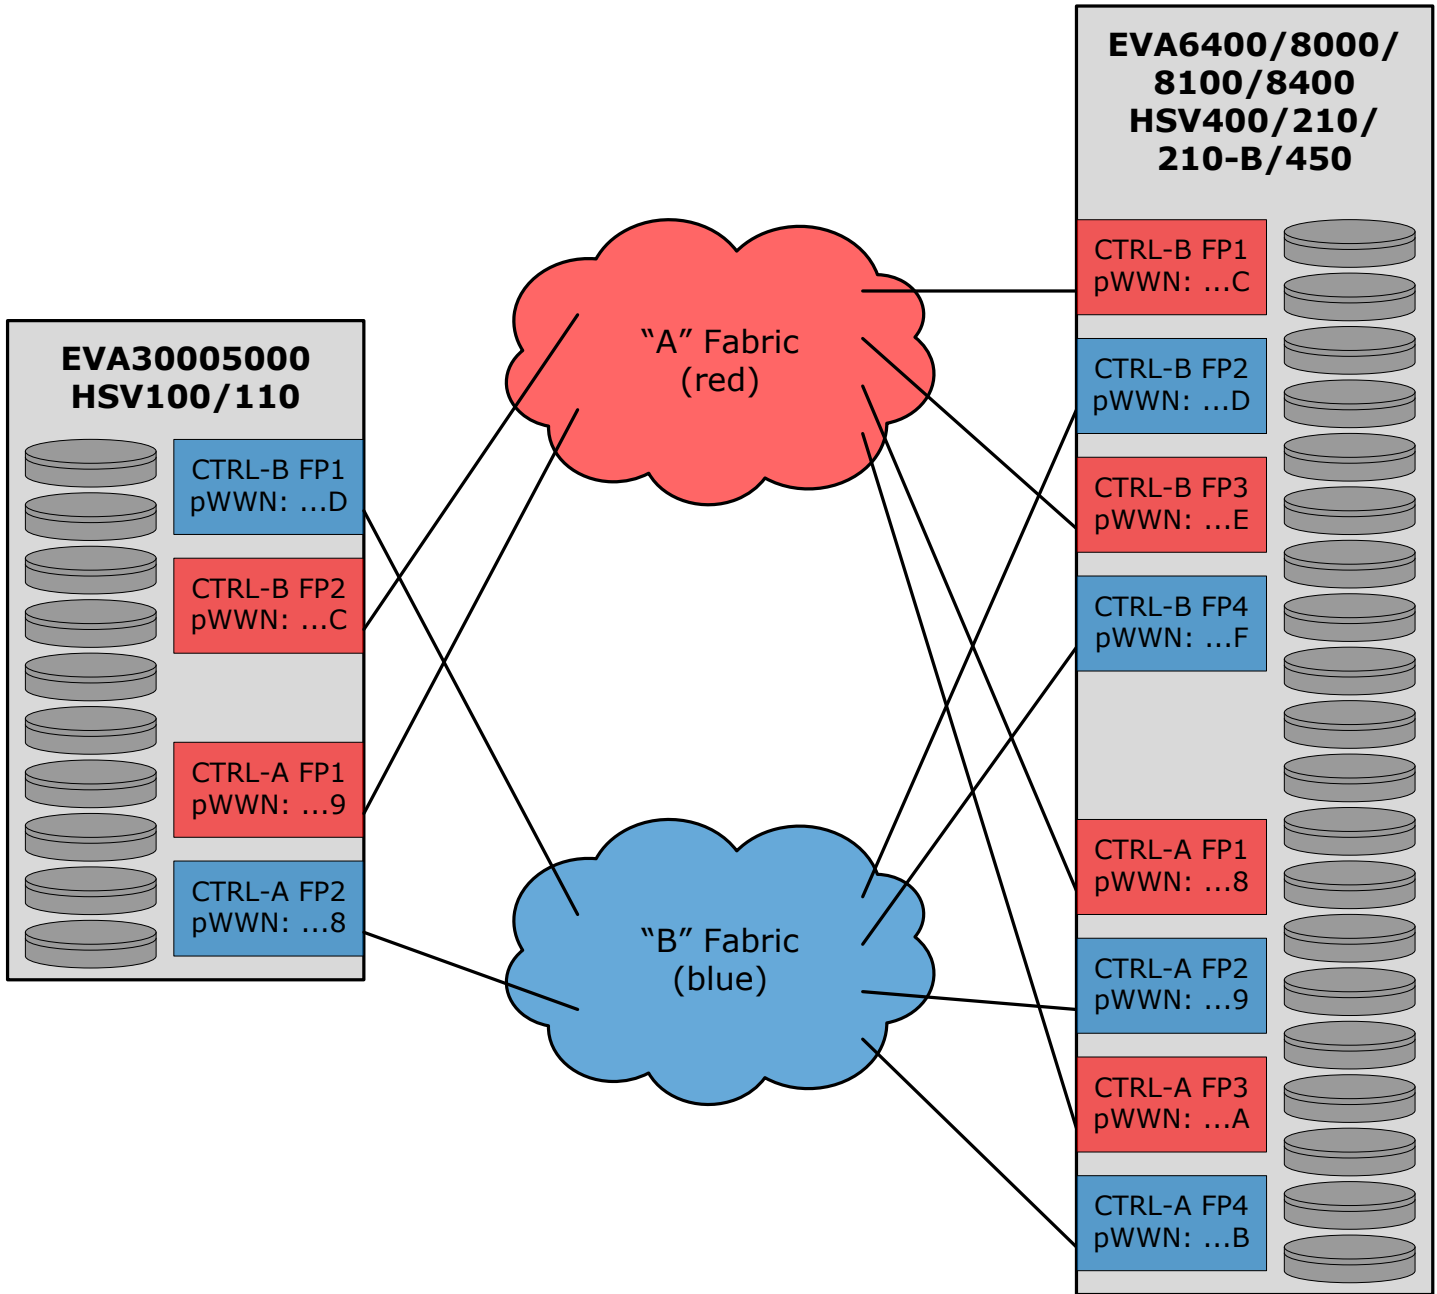 EVA30005000
HSV100/110
CTRL-B FP1
pWWN: ...D
CTRL-B FP2
pWWN: ...C
CTRL-A FP1
pWWN: ...9
CTRL-A FP2
pWWN: ...8
“A” Fabric
(red)
“B” Fabric
(blue)
EVA6400/8000/
8100/8400
HSV400/210/
210-B/450
CTRL-B FP1
pWWN: ...C
CTRL-B FP2
pWWN: ...D
CTRL-B FP3
pWWN: ...E
CTRL-B FP4
pWWN: ...F
CTRL-A FP1
pWWN: ...8
CTRL-A FP2
pWWN: ...9
CTRL-A FP3
pWWN: ...A
CTRL-A FP4
pWWN: ...B